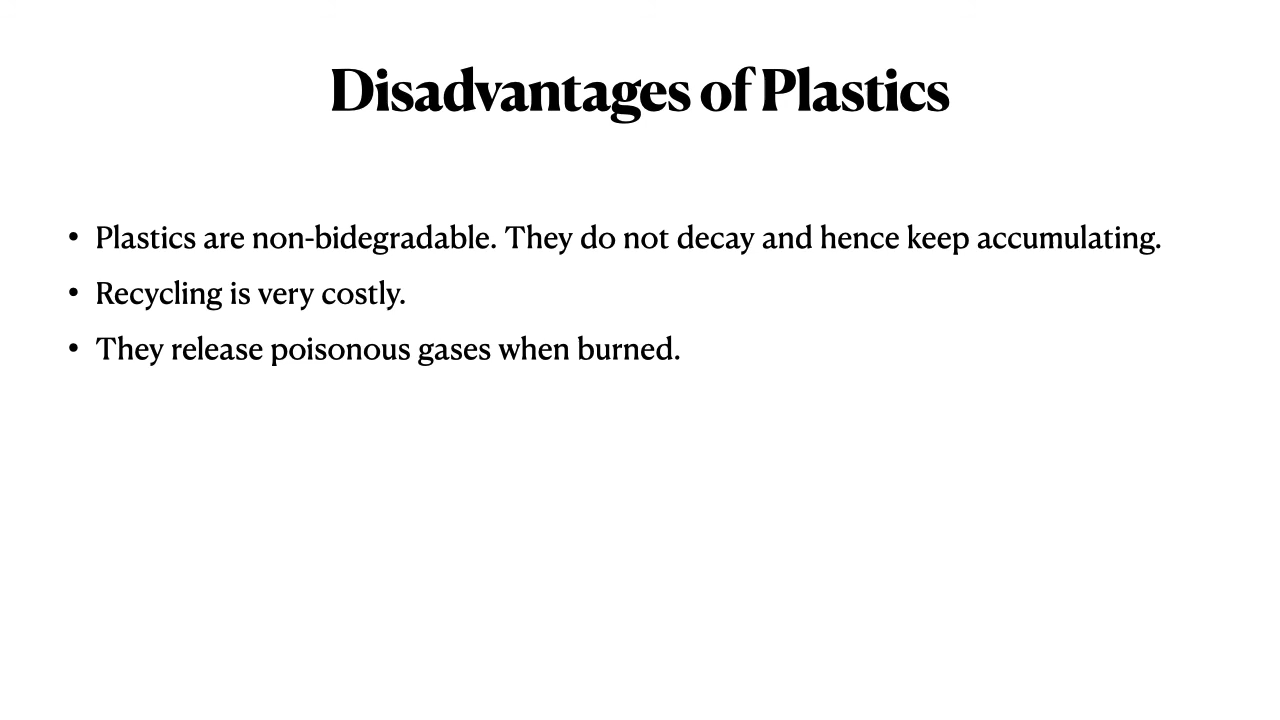 Disadvantages of Plastics
• Plastics are non-bidegradable. They do not decay and hence keep accumulating.
• Recycling is very costly.
• They release poisonous gases when burned.